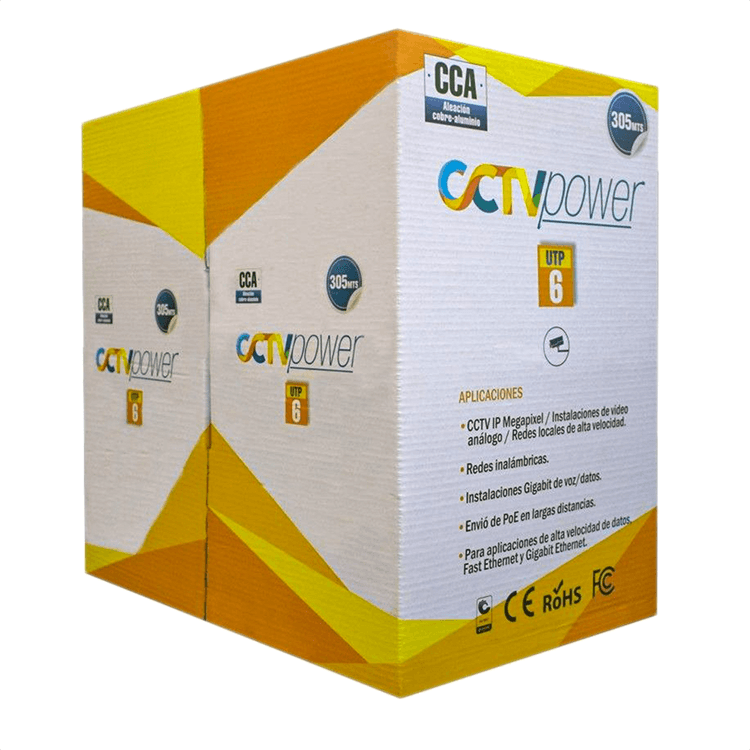 CCA
Aleación
cobre-aluminio
305MTS
CCTVpower
UTP
6
APLICACIONES
• CCTV IP Megapixel / Instalaciones de video
análogo / Redes locales de alta velocidad.
• Redes inalámbricas.
• Instalaciones Gigabit de voz/datos.
• Envió de PoE en largas distancias.
• Para aplicaciones de alta velocidad de datos,
Fast Ethernet y Gigabit Ethernet.
CE RoHS FC
CCA
Aleación
cobre-aluminio
305MTS
CCTVpower
UTP
6
CCA
305MTS
CCTVpower
UTP
6